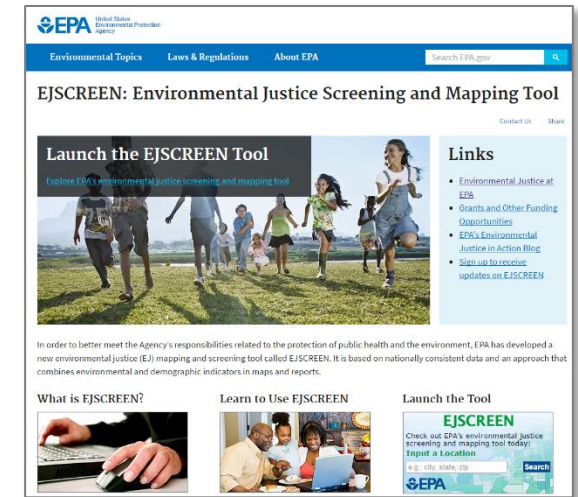 EPA
United States
Environmental Protection
Agency
Environmental Topics
Laws & Regulations
About EPA
Search EPA.gov
EJSCREEN: Environmental Justice Screening and Mapping Tool
Contact Us
Share
Launch the EJSCREEN Tool
Explore EPA's environmental justice screening and mapping tool
Links
Environmental Justice at
EPA
Grants and Other Funding
Opportunities
EPA's Environmental
Justice in Action Blog
Sign up to receive
updates on EJSCREEN
In order to better meet the Agency's responsibilities related to the protection of public health and the environment, EPA has developed a
new environmental justice (EJ) mapping and screening tool called EJSCREEN. It is based on nationally consistent data and an approach that
combines environmental and demographic indicators in maps and reports.
What is EJSCREEN?
Learn to Use EJSCREEN
Launch the Tool
EJSCREEN
Check out EPA's environmental justice
screening and mapping tool today!
Input a Location
e.g.: city, state, zip
Search
EPA